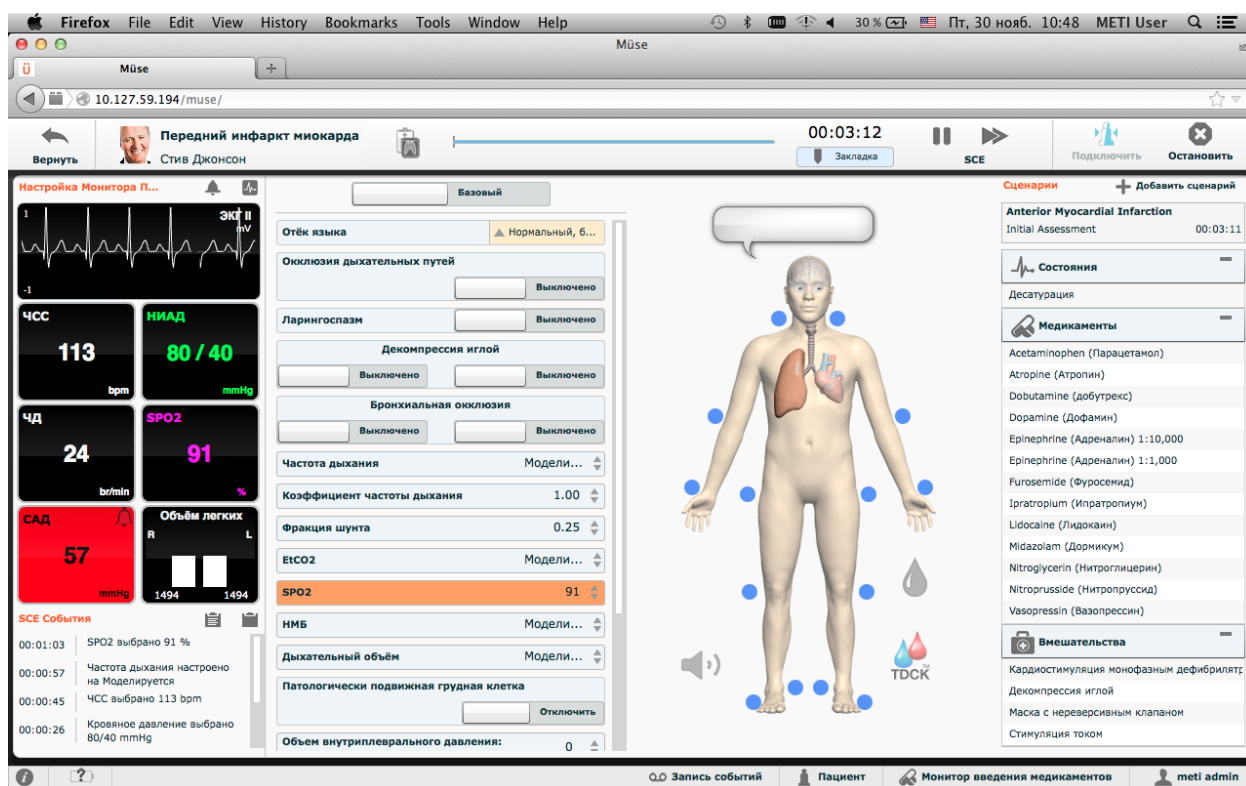 Firefox File Edit View History Bookmarks Tools Window Help 30 % Пт, 30 нояб. 10:48 METI User
Müse
ü Müse +
10.127.59.194/muse/
Вернуть
Передний инфаркт миокарда
Стив Джонсон
00:03:12
Закладка
SCE
Подключить
Остановить
Настройка Монитора П...
1 ЭКГ II
mV
-1
ЧСС
113
bpm
НИАД
80 / 40
mmHg
ЧД
24
br/min
SPO2
91
%
САД
57
mmHg
Объём легких
R L
1494 1494
SCE События
00:01:03 SPO2 выбрано 91 %
00:00:57 Частота дыхания настроено
на Моделируется
00:00:45 ЧСС выбрано 113 bpm
00:00:26 Кровяное давление выбрано
80/40 mmHg
Базовый
Отёк языка Нормальный, б...
Окклюзия дыхательных путей
Выключено
Ларингоспазм Выключено
Декомпрессия иглой
Выключено Выключено
Бронхиальная окклюзия
Выключено Выключено
Частота дыхания Модели...
Коэффициент частоты дыхания 1.00
Фракция шунта 0.25
EtCO2 Модели...
SPO2 91
НМБ Модели...
Дыхательный объём Модели...
Патологически подвижная грудная клетка
Отключить
Объем внутриплеврального давления: 0
TDCK™
Сценарии Добавить сценарий
Anterior Myocardial Infarction
Initial Assessment 00:03:11
Состояния
Десатурация
Медикаменты
Acetaminophen (Парацетамол)
Atropine (Атропин)
Dobutamine (добутрекс)
Dopamine (Дофамин)
Epinephrine (Адреналин) 1:10,000
Epinephrine (Адреналин) 1:1,000
Furosemide (Фуросемид)
Ipratropium (Ипратропиум)
Lidocaine (Лидокаин)
Midazolam (Дормикум)
Nitroglycerin (Нитроглицерин)
Nitroprusside (Нитропруссид)
Vasopressin (Вазопрессин)
Вмешательства
Кардиостимуляция монофазным дефибрилятр
Декомпрессия иглой
Маска с нереверсивным клапаном
Стимуляция током
Запись событий Пациент Монитор введения медикаментов meti admin